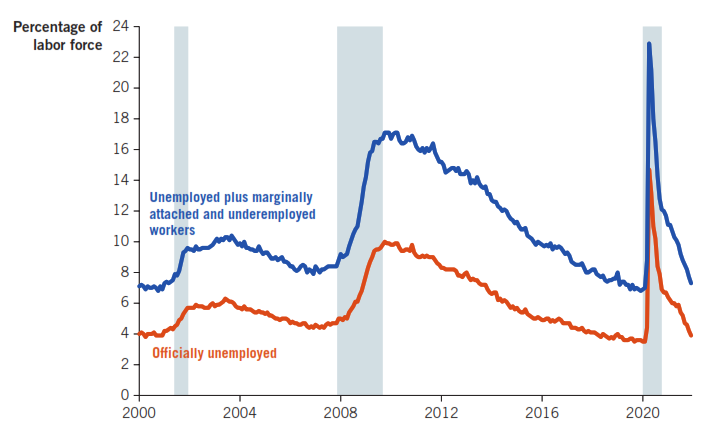 Percentage of
labor force
24
22
20
18
16
14
12
10
8
6
4
2
0
Unemployed plus marginally
attached and underemployed
workers
Officially unemployed
2000 2004 2008 2012 2016 2020